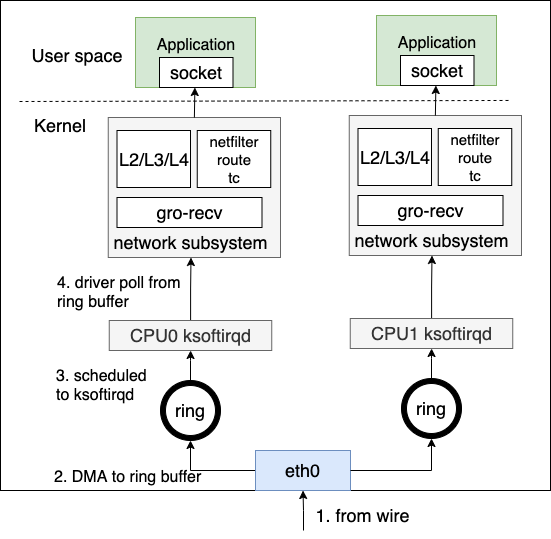 Application
socket
Application
socket
User space
Kernel
L2/L3/L4
netfilter
route
tc
gro-recv
network subsystem
L2/L3/L4
netfilter
route
tc
gro-recv
network subsystem
4. driver poll from
ring buffer
CPU0 ksoftirqd
CPU1 ksoftirqd
3. scheduled
to ksoftirqd
ring
ring
2. DMA to ring buffer
eth0
1. from wire